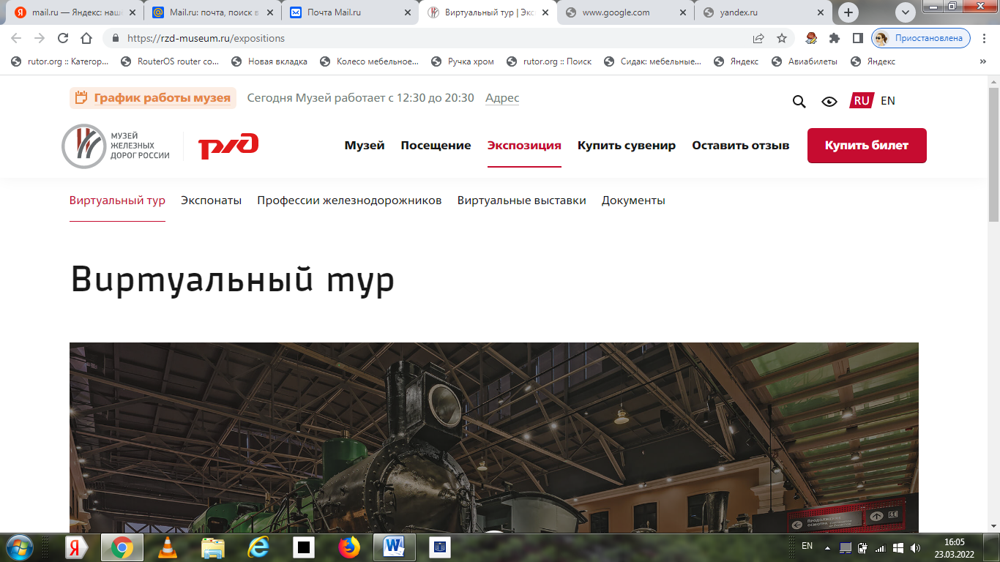 mail.ru — Яндекс: наше
Mail.ru: почта, поиск в
Почта Mail.ru
Виртуальный тур | Экс
www.google.com
yandex.ru
https://rzd-museum.ru/expositions
Приостановлена
rutor.org :: Категор...
RouterOS router co...
Новая вкладка
Колесо мебельное...
Ручка хром
rutor.org :: Поиск
Сидак: мебельные...
Яндекс
Авиабилеты
Яндекс
График работы музея Сегодня Музей работает с 12:30 до 20:30 Адрес
RU EN
МУЗЕЙ
ЖЕЛЕЗНЫХ
ДОРОГ РОССИИ
ржд
Музей Посещение Экспозиция Купить сувенир Оставить отзыв Купить билет
Виртуальный тур Экспонаты Профессии железнодорожников Виртуальные выставки Документы
Виртуальный тур
ПРОДОЛЖЕНИЕ
ОСМОТРА
EN
16:05
23.03.2022